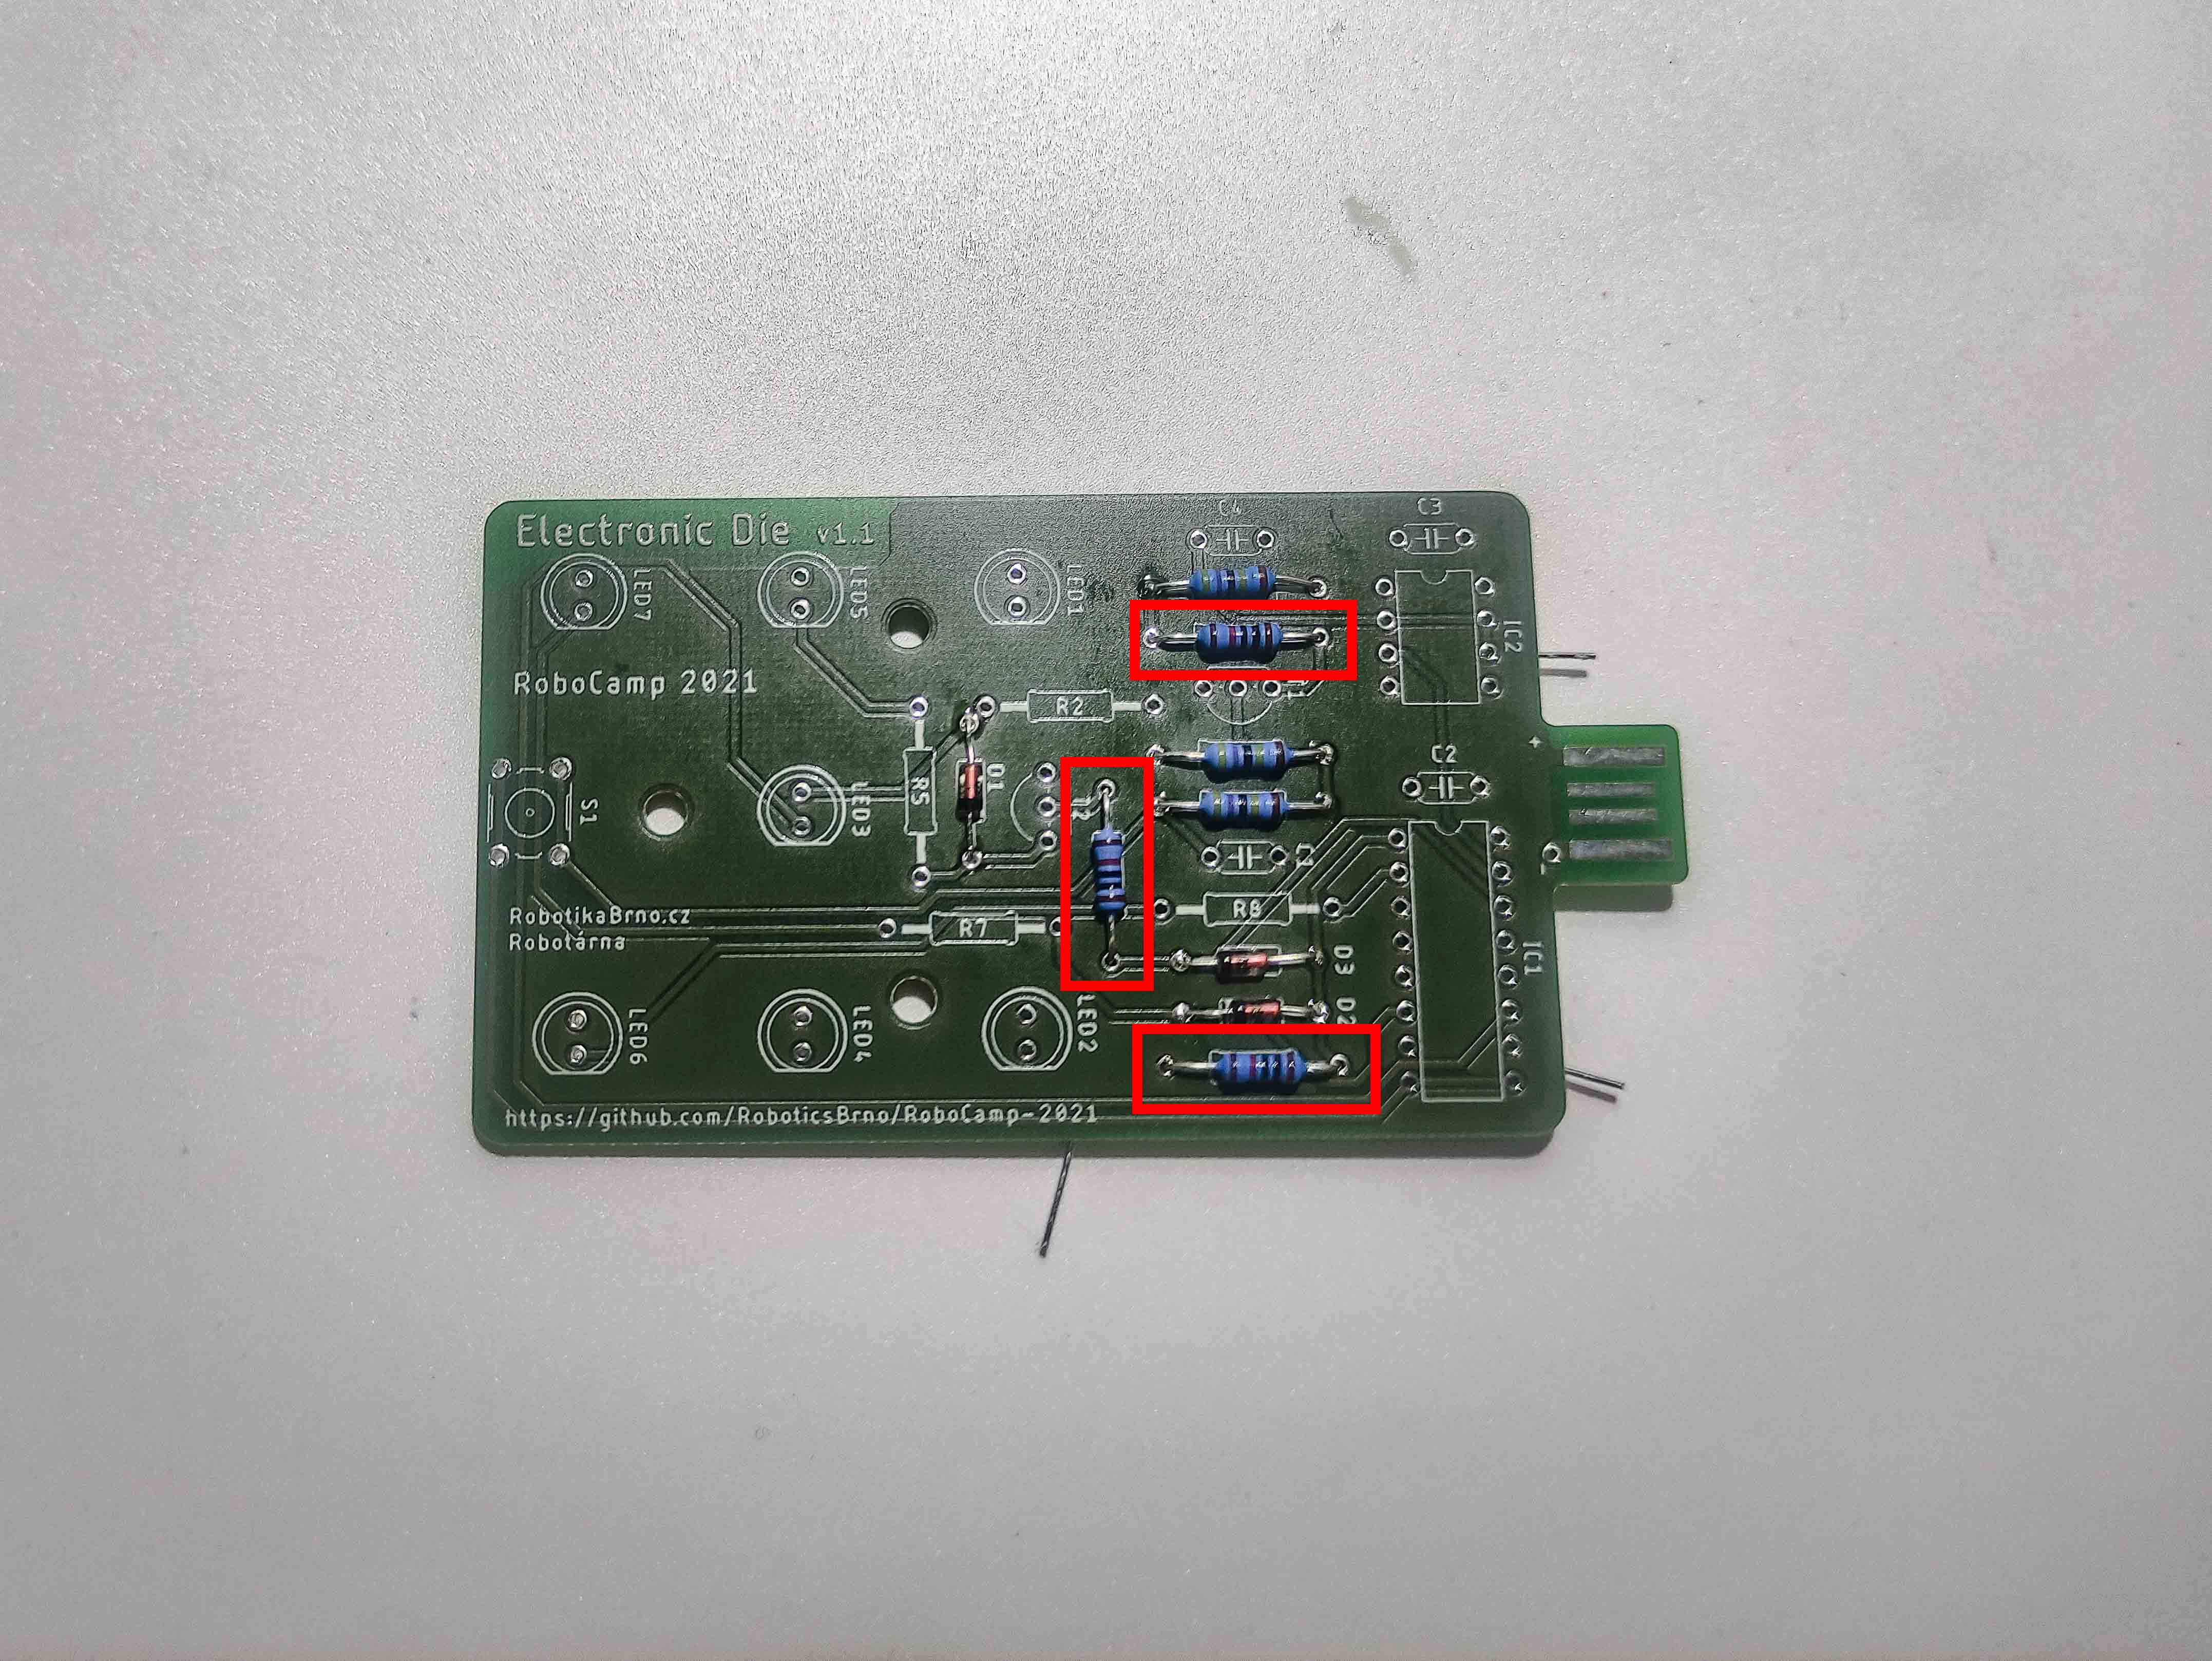 Electronic Die v1.1
C4
C3
LED7
LED5
LED1
IC2
RoboCamp 2021
R2
D1
+
C2
S1
LED3
R5
RobotikaBrno.cz
Robotárna
R7
R8
D3
IC1
D2
LED6
LED4
LED2
https://github.com/RoboticsBrno/RoboCamp-2021